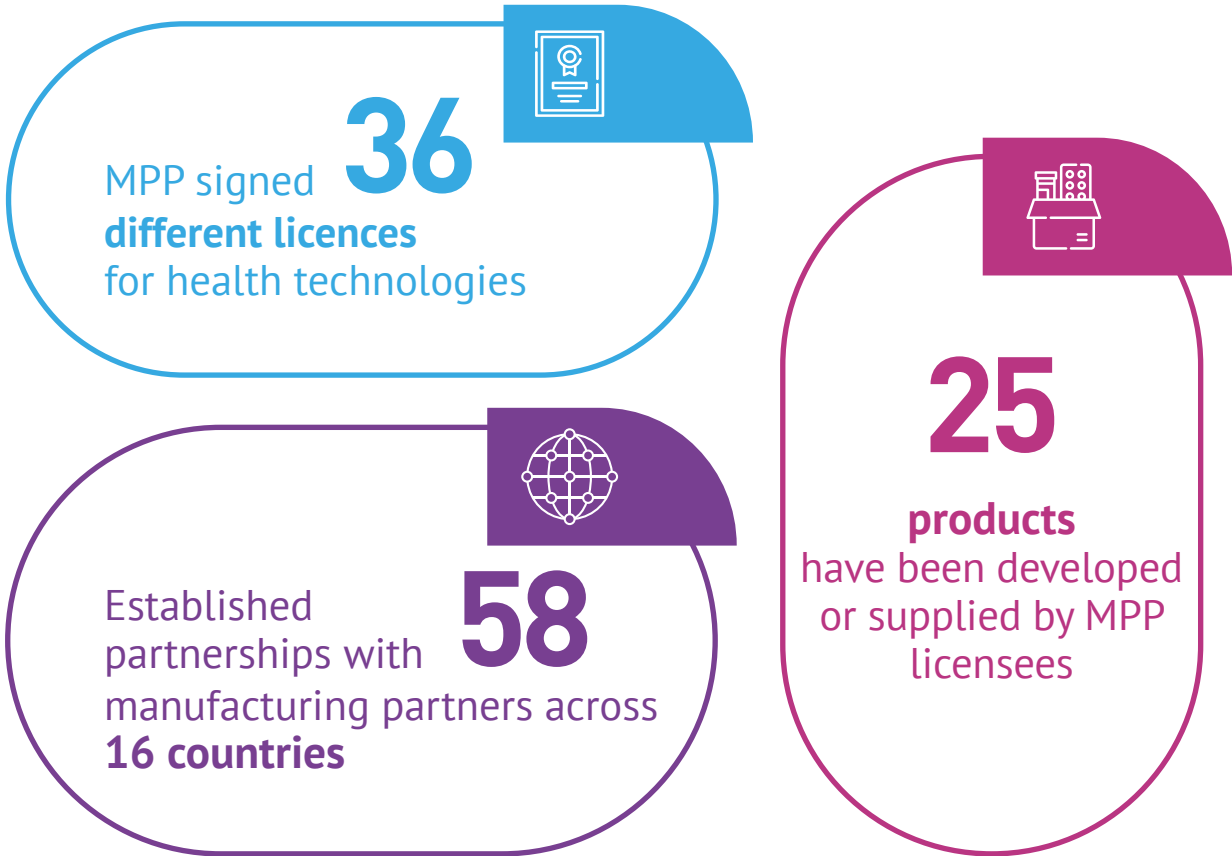 MPP signed 36
different licences
for health technologies
Established
partnerships with 58
manufacturing partners across
16 countries
25
products
have been developed
or supplied by MPP
licensees